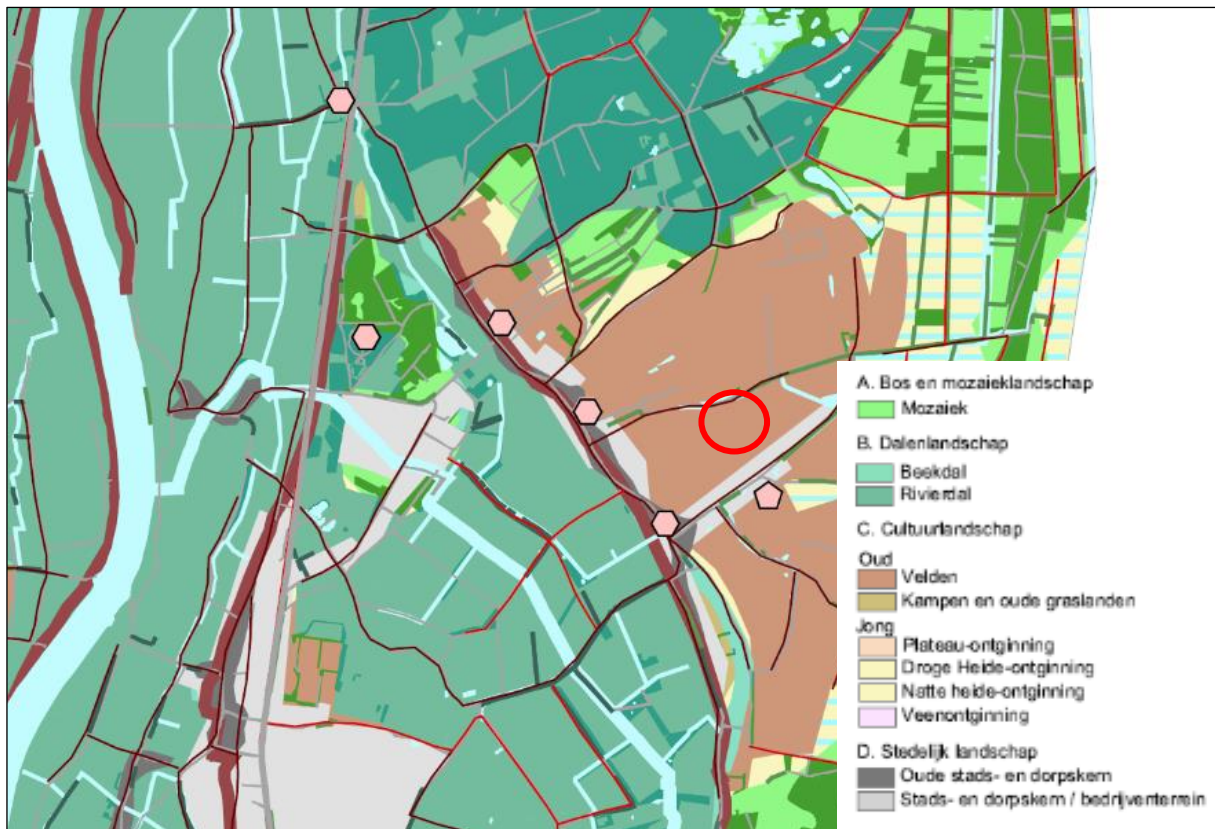 A. Bos en mozaieklandschap
Mozaiek
B. Dalenlandschap
Beekdal
Rivierdal
C. Cultuurlandschap
Oud
Velden
Kampen en oude graslanden
Jong
Plateau-ontginning
Droge Heide-ontginning
Natte heide-ontginning
Veenontginning
D. Stedelijk landschap
Oude stads- en dorpskern
Stads- en dorpskern / bedrijventerrein